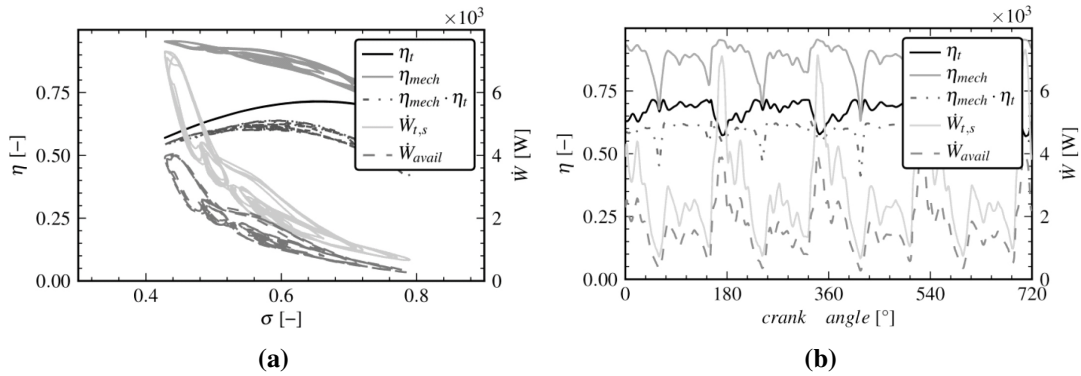 ×10³
η_t
η_mech
η_mech · η_t
Ẇ_t,s
Ẇ_avail
0.75
0.50
0.25
0.00
η [–]
6
4
2
0
Ẇ [W]
0.4
0.6
0.8
σ [–]
(a)
×10³
η_t
η_mech
η_mech · η_t
Ẇ_t,s
Ẇ_avail
0.75
0.50
0.25
0.00
η [–]
6
4
2
0
Ẇ [W]
0
180
360
540
720
crank angle [°]
(b)